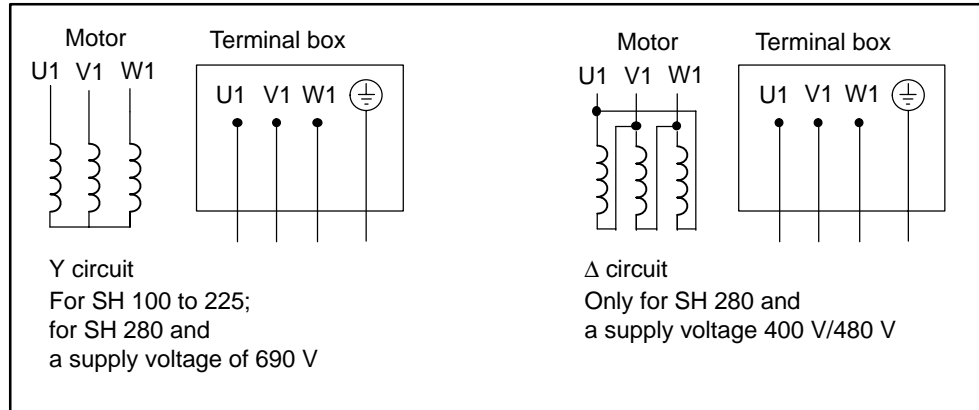 Motor
U1 V1 W1
Terminal box
U1 V1 W1
Y circuit
For SH 100 to 225;
for SH 280 and
a supply voltage of 690 V
Motor
U1 V1 W1
Terminal box
U1 V1 W1
Δ circuit
Only for SH 280 and
a supply voltage 400 V/480 V